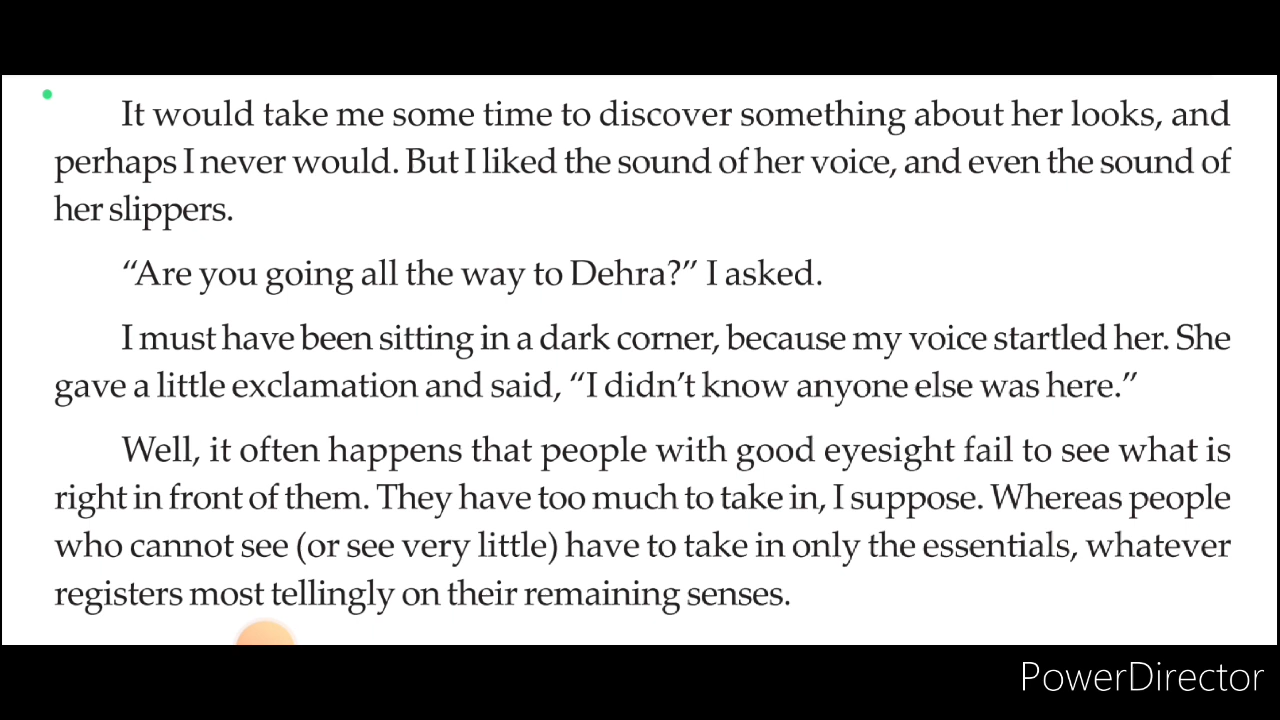 It would take me some time to discover something about her looks, and
perhaps I never would. But I liked the sound of her voice, and even the sound of
her slippers.
“Are you going all the way to Dehra?” I asked.
I must have been sitting in a dark corner, because my voice startled her. She
gave a little exclamation and said, “I didn’t know anyone else was here.”
Well, it often happens that people with good eyesight fail to see what is
right in front of them. They have too much to take in, I suppose. Whereas people
who cannot see (or see very little) have to take in only the essentials, whatever
registers most tellingly on their remaining senses.
PowerDirector